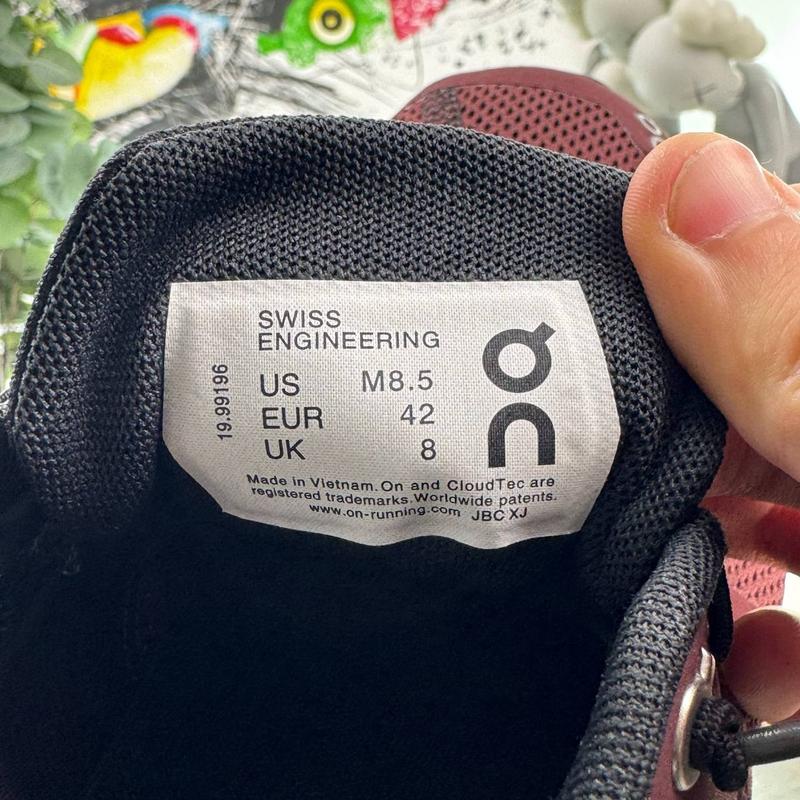 SWISS
ENGINEERING
US M8.5
EUR 42
UK 8
19.99196
Made in Vietnam. On and CloudTec are
registered trademarks. Worldwide patents.
www.on-running.com JBC XJ
On